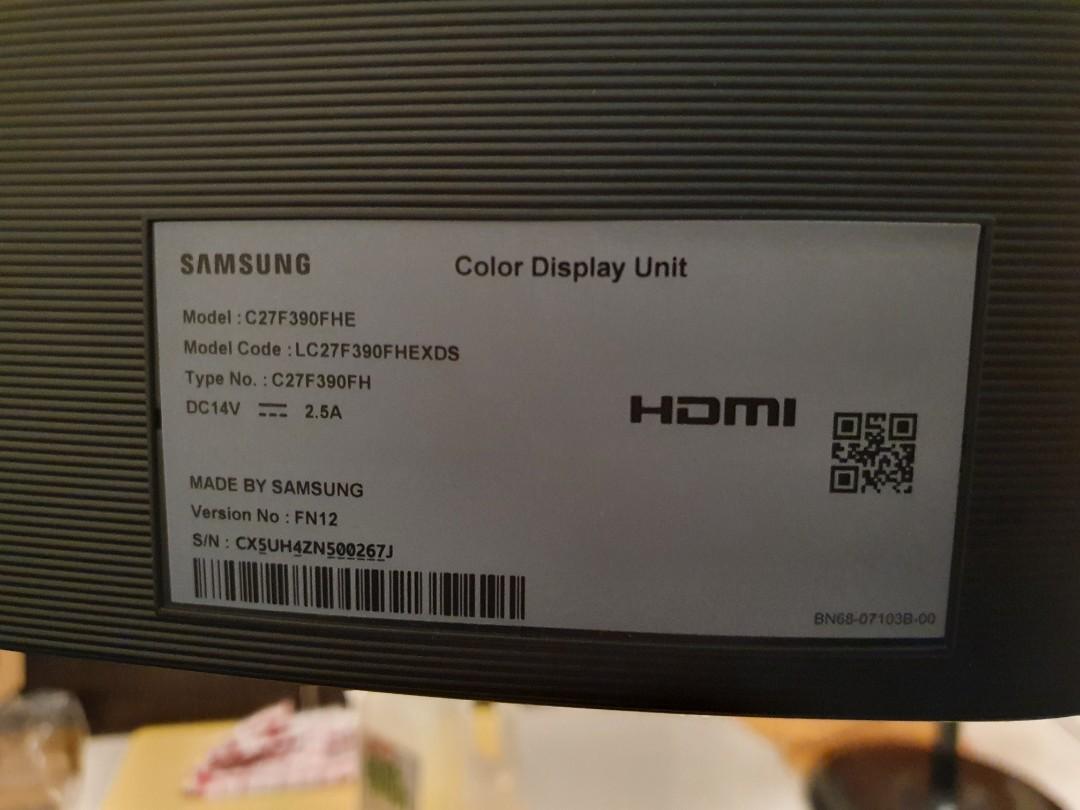 SAMSUNG Color Display Unit
Model : C27F390FHE
Model Code : LC27F390FHEXDS
Type No. : C27F390FH
DC14V ⎓ 2.5A
HDMI
MADE BY SAMSUNG
Version No : FN12
S/N : CX5UH4ZN500267J
BN68-07103B-00